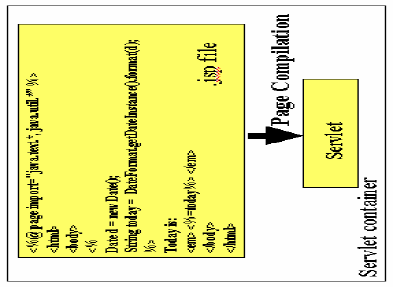 <%@ page import="java.text.*, java.util.*" %>
<html>
<body>
<%
Date d = new Date();
String today = DateFormat.getDateInstance().format(d);
%>
Today is:
<em> <%=today%> </em>
</body>
</html>
.jsp file
Page Compilation
Servlet
Servlet container